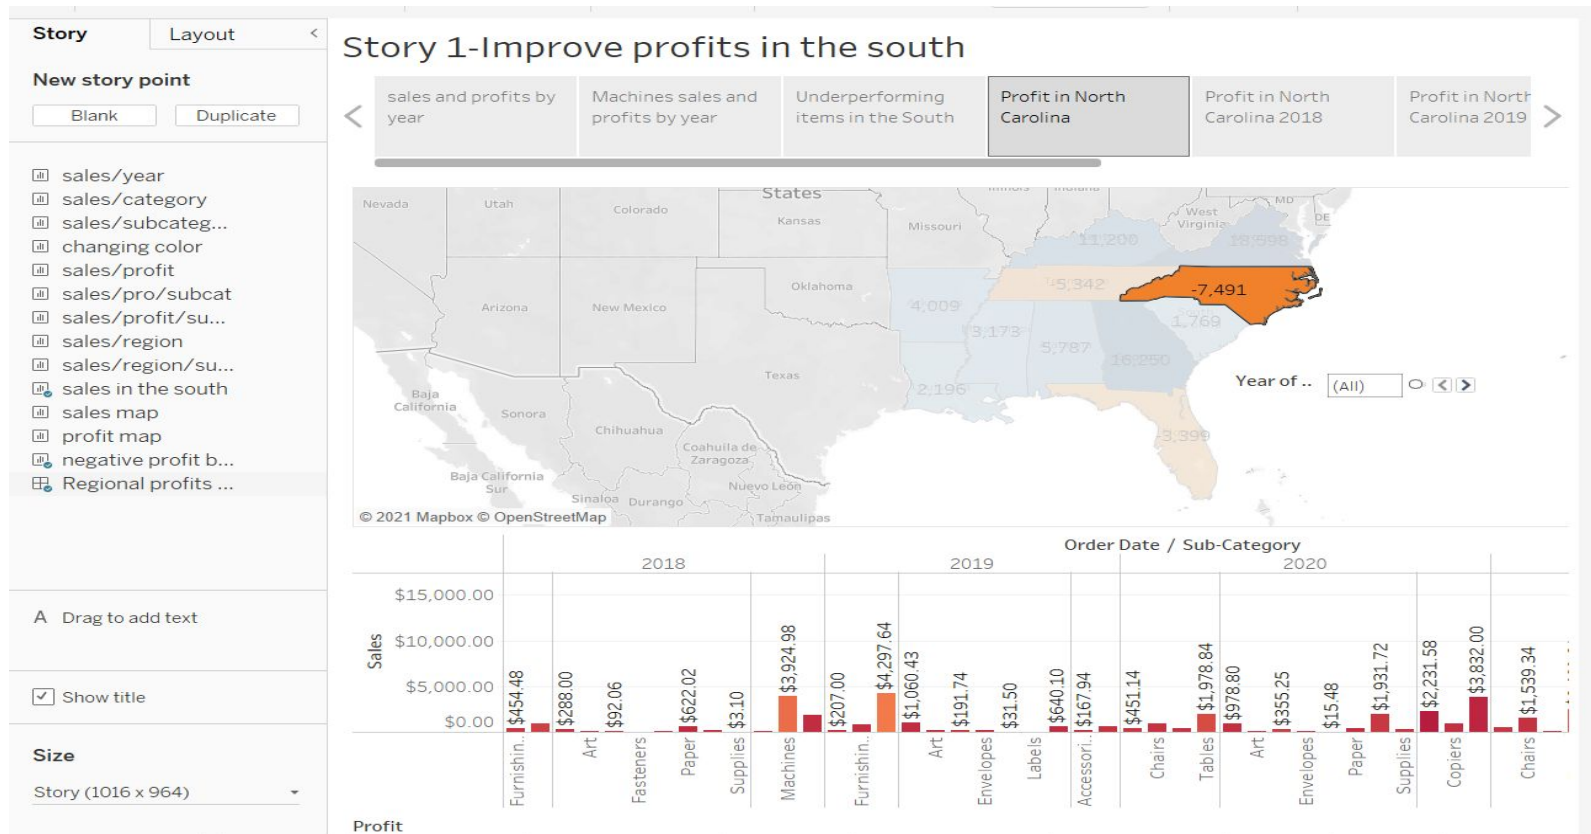 Story
Layout
<
New story point
Blank
Duplicate
sales/year
sales/category
sales/subcateg...
changing color
sales/profit
sales/pro/subcat
sales/profit/su...
sales/region
sales/region/su...
sales in the south
sales map
profit map
negative profit b...
Regional profits ...
A Drag to add text
Show title
Size
Story (1016 x 964)
Story 1-Improve profits in the south
sales and profits by
year
Machines sales and
profits by year
Underperforming
items in the South
Profit in North
Carolina
Profit in North
Carolina 2018
Profit in North
Carolina 2019
States
Nevada
Utah
Colorado
Kansas
Missouri
Illinois
Indiana
West
Virginia
MD
DE
11,200
18,598
Arizona
New Mexico
Oklahoma
4,009
-5,342
-7,491
3,173
5,787
16,250
1,769
Texas
2,196
-3,399
Year of ..
(All)
Baja
California
Sonora
Chihuahua
Coahuila de
Zaragoza
Baja California
Sur
Sinaloa
Durango
Nuevo León
Tamaulipas
© 2021 Mapbox © OpenStreetMap
Order Date / Sub-Category
2018
2019
2020
Sales
$15,000.00
$10,000.00
$5,000.00
$0.00
$454.48
$288.00
$92.06
$622.02
$3.10
$3,924.98
$207.00
$4,297.64
$1,060.43
$191.74
$31.50
$640.10
$167.94
$451.14
$1,978.84
$978.80
$355.25
$15.48
$1,931.72
$2,231.58
$3,832.00
$1,539.34
Furnishin..
Art
Fasteners
Paper
Supplies
Machines
Furnishin..
Art
Envelopes
Labels
Accessori..
Chairs
Tables
Art
Envelopes
Paper
Supplies
Copiers
Chairs
Profit